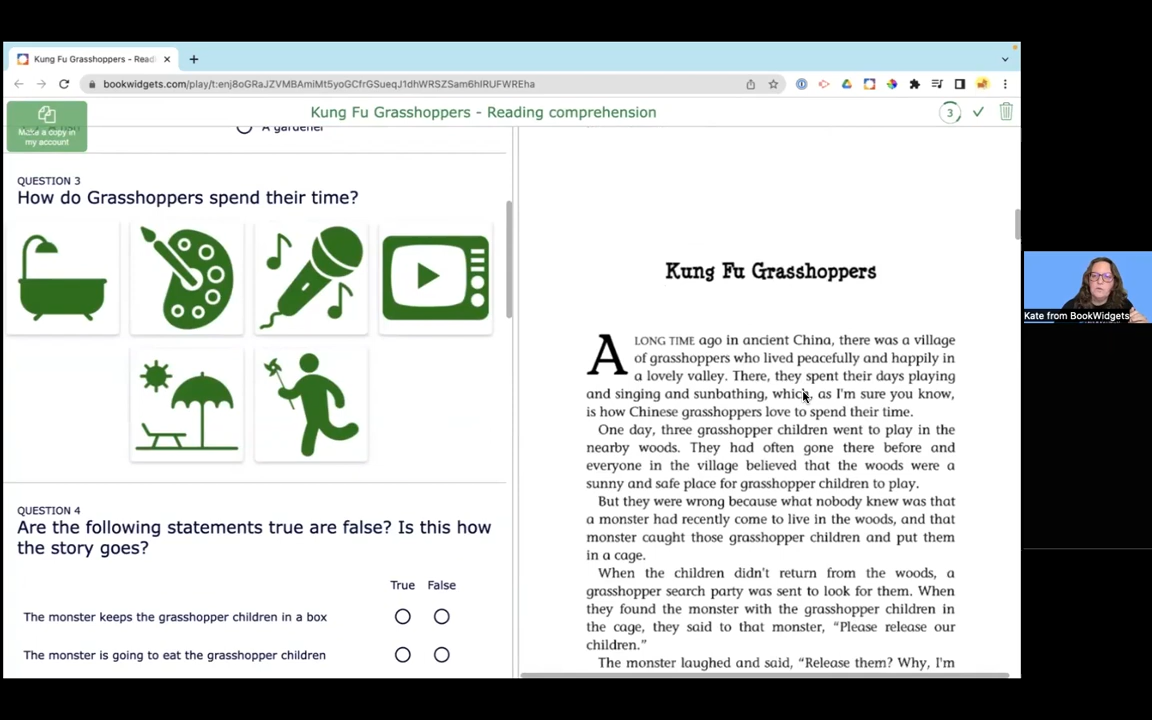 Kung Fu Grasshoppers - Read
bookwidgets.com/play/t:enj8oGRaJZVMBAmiMt5yoGCfrGSueqJ1dhWRSZSam6hIRUFWREha
Make a copy in
my account
Kung Fu Grasshoppers - Reading comprehension
3
A gardener
QUESTION 3
How do Grasshoppers spend their time?
QUESTION 4
Are the following statements true are false? Is this how
the story goes?
True False
The monster keeps the grasshopper children in a box
The monster is going to eat the grasshopper children
Kung Fu Grasshoppers
A LONG TIME ago in ancient China, there was a village
of grasshoppers who lived peacefully and happily in
a lovely valley. There, they spent their days playing
and singing and sunbathing, which, as I'm sure you know,
is how Chinese grasshoppers love to spend their time.
One day, three grasshopper children went to play in the
nearby woods. They had often gone there before and
everyone in the village believed that the woods were a
sunny and safe place for grasshopper children to play.
But they were wrong because what nobody knew was that
a monster had recently come to live in the woods, and that
monster caught those grasshopper children and put them
in a cage.
When the children didn't return from the woods, a
grasshopper search party was sent to look for them. When
they found the monster with the grasshopper children in
the cage, they said to that monster, “Please release our
children.”
The monster laughed and said, “Release them? Why, I'm
Kate from BookWidgets